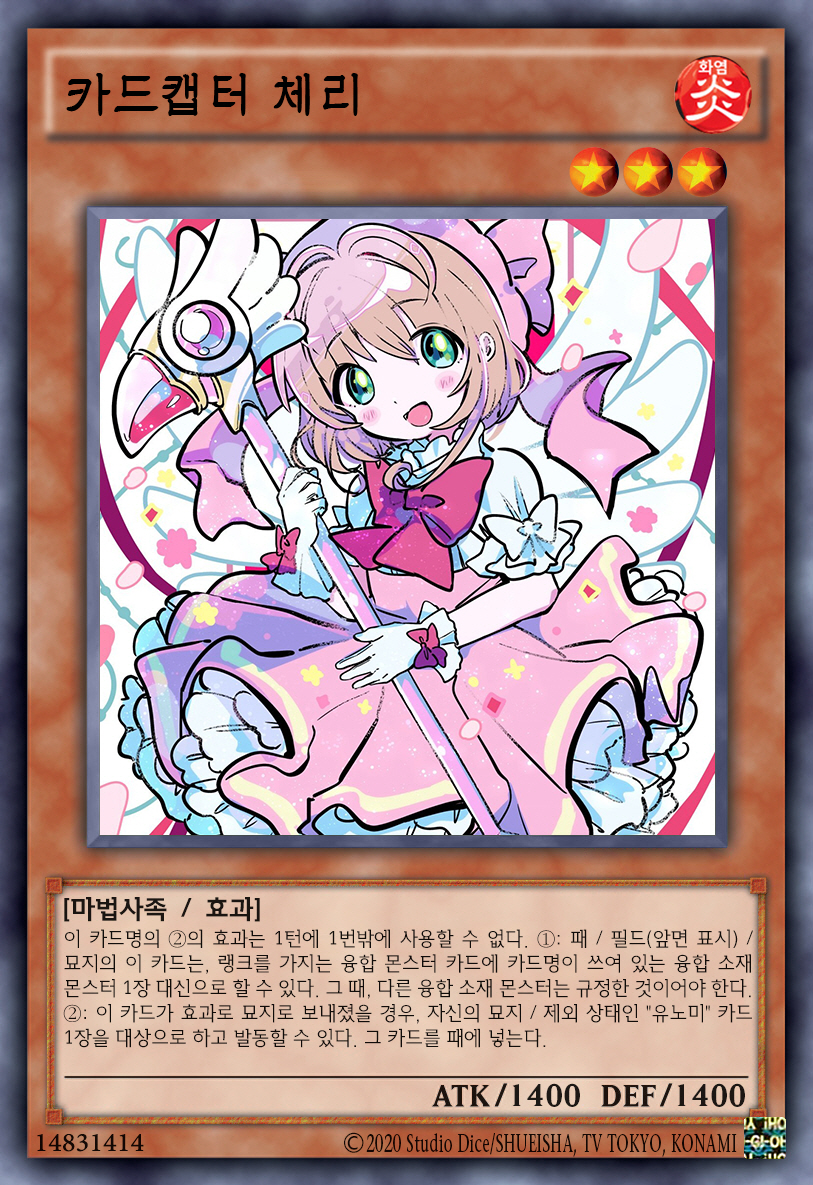 카드캡터 체리
화염
炎
[마법사족 / 효과]
이 카드명의 ②의 효과는 1턴에 1번밖에 사용할 수 없다. ①: 패 / 필드(앞면 표시) /
묘지의 이 카드는, 랭크를 가지는 융합 몬스터 카드에 카드명이 쓰여 있는 융합 소재
몬스터 1장 대신으로 할 수 있다. 그 때, 다른 융합 소재 몬스터는 규정한 것이어야 한다.
②: 이 카드가 효과로 묘지로 보내졌을 경우, 자신의 묘지 / 제외 상태인 "유노미" 카드
1장을 대상으로 하고 발동할 수 있다. 그 카드를 패에 넣는다.
ATK/1400 DEF/1400
14831414
©2020 Studio Dice/SHUEISHA, TV TOKYO, KONAMI